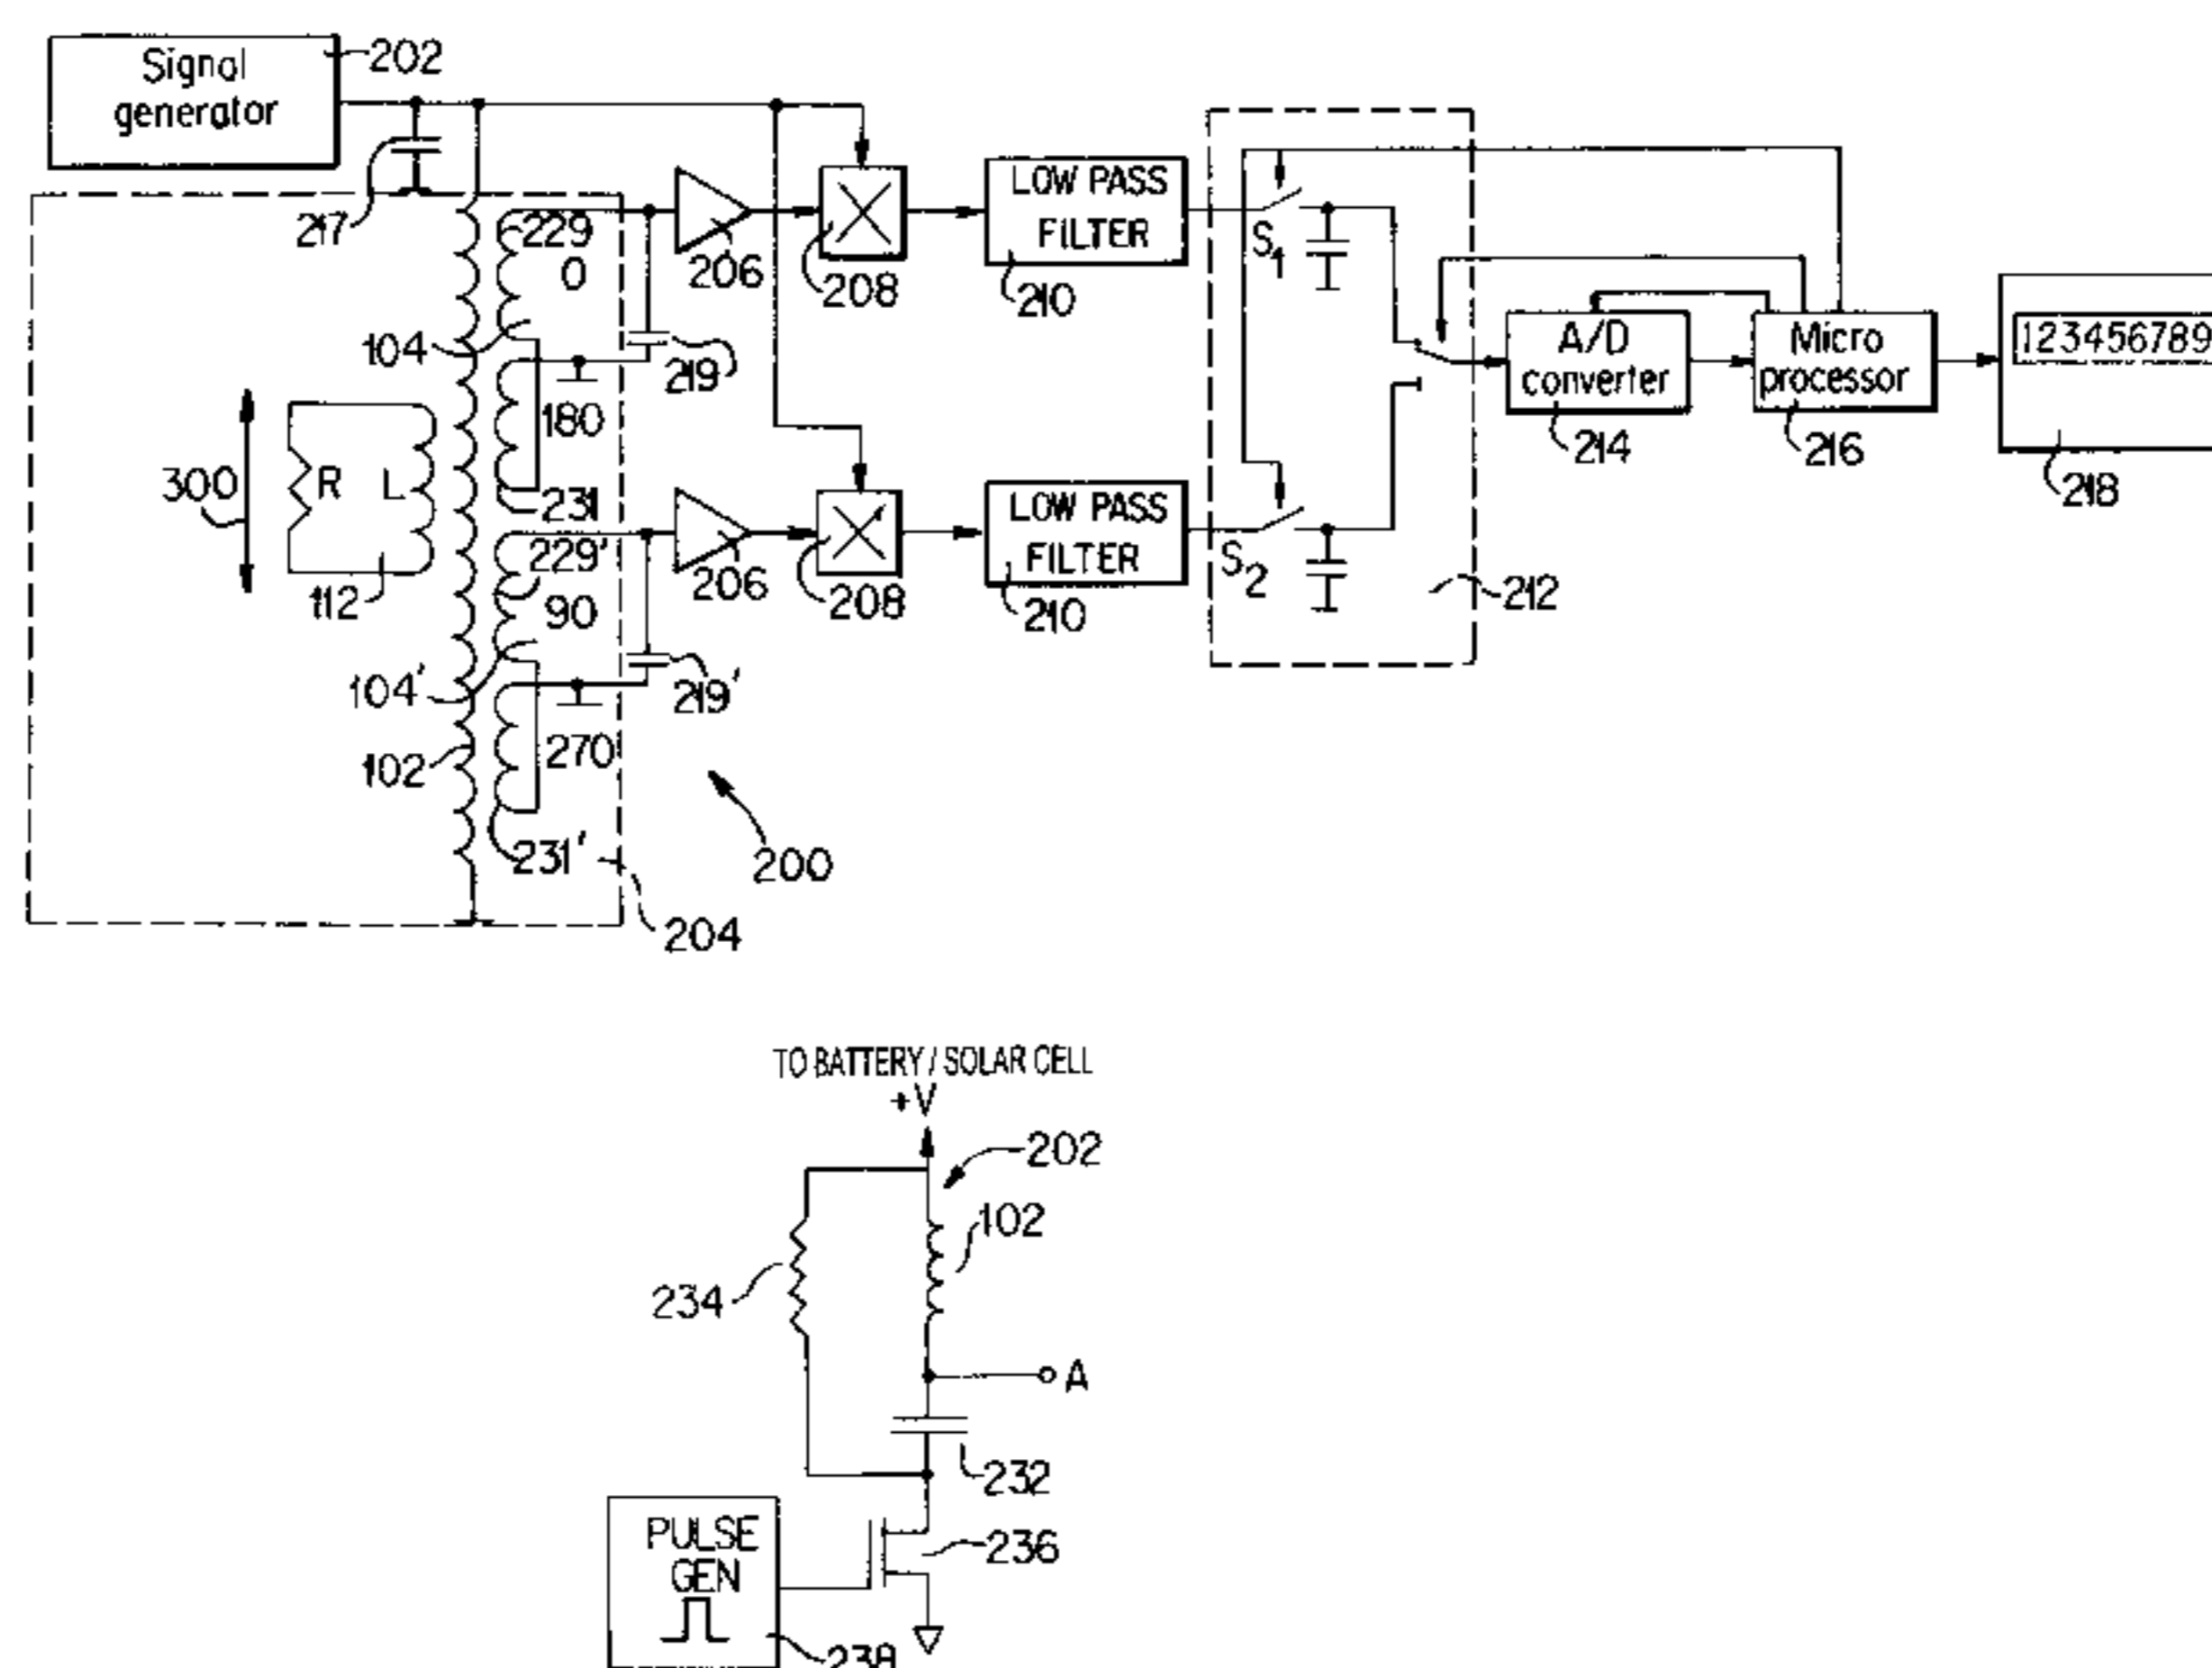 Signal
generator
202
217
229
0
206
208
LOW PASS
FILTER
210
S1
104
219
180
A/D
converter
214
Micro
processor
216
123456789
218
300
R
L
112
231
229'
206
208
LOW PASS
FILTER
210
S2
212
90
104'
219'
102
270
231'
200
204
TO BATTERY / SOLAR CELL
+V
202
102
234
A
232
PULSE
GEN
236
238